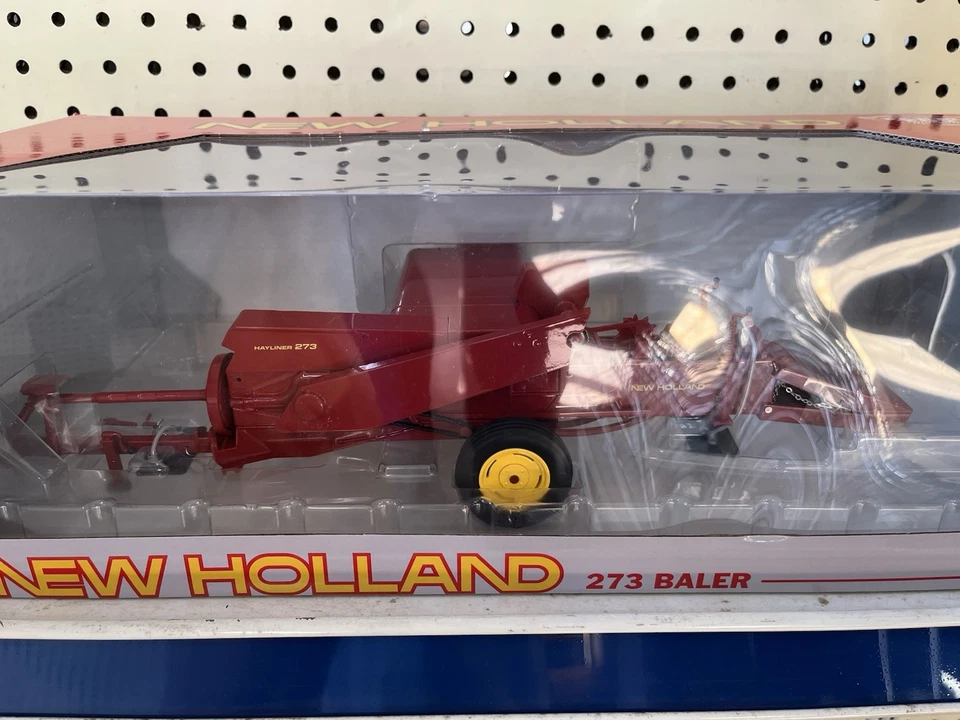 NEW HOLLAND
HAYLINER 273
NEW HOLLAND
NEW HOLLAND 273 BALER